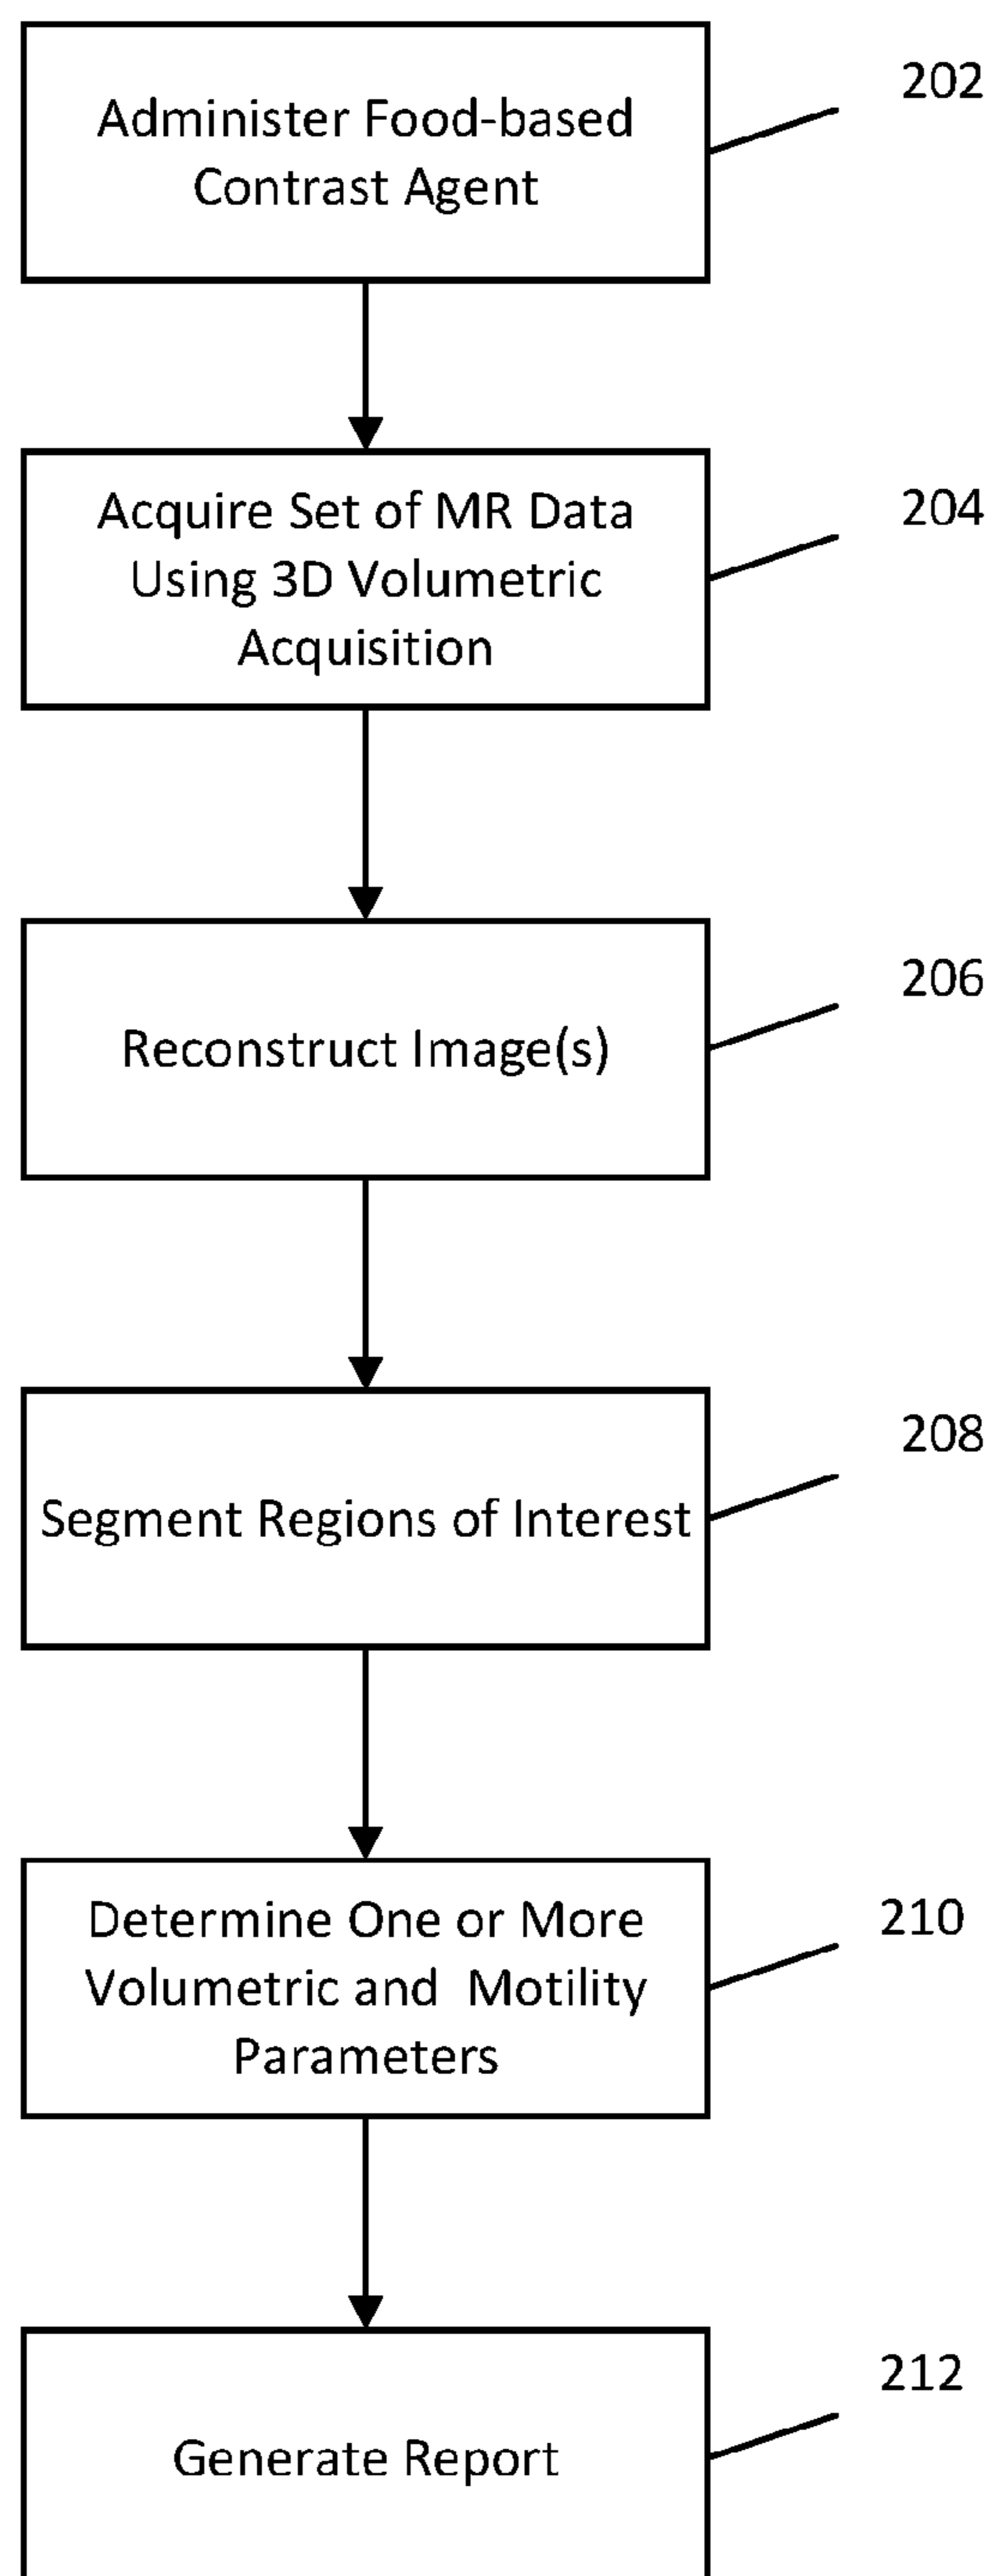 Administer Food-based
Contrast Agent
202
Acquire Set of MR Data
Using 3D Volumetric
Acquisition
204
Reconstruct Image(s)
206
Segment Regions of Interest
208
Determine One or More
Volumetric and  Motility
Parameters
210
Generate Report
212